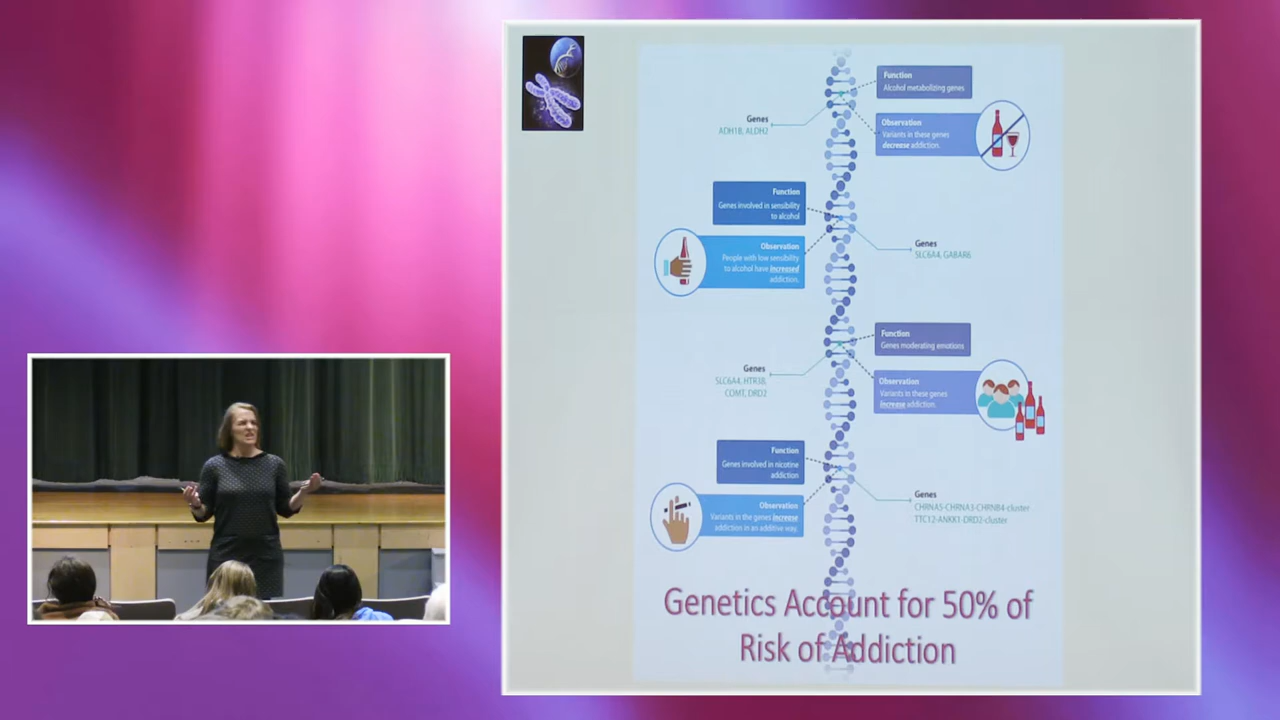 Function
Alcohol metabolizing genes
Genes
ADH1B, ALDH2
Observation
Variants in these genes
decrease addiction.
Function
Genes involved in sensibility
to alcohol
Observation
People with low sensibility
to alcohol have increased
addiction.
Genes
SLC6A4, GABAR6
Function
Genes moderating emotions
Genes
SLC6A4, HTR3B,
COMT, DRD2
Observation
Variants in these genes
increase addiction.
Function
Genes involved in nicotine
addiction
Observation
Variants in the genes increase
addiction in an additive way.
Genes
CHRNA5-CHRNA3-CHRNB4-cluster
TTC12-ANKK1-DRD2-cluster
Genetics Account for 50% of
Risk of Addiction